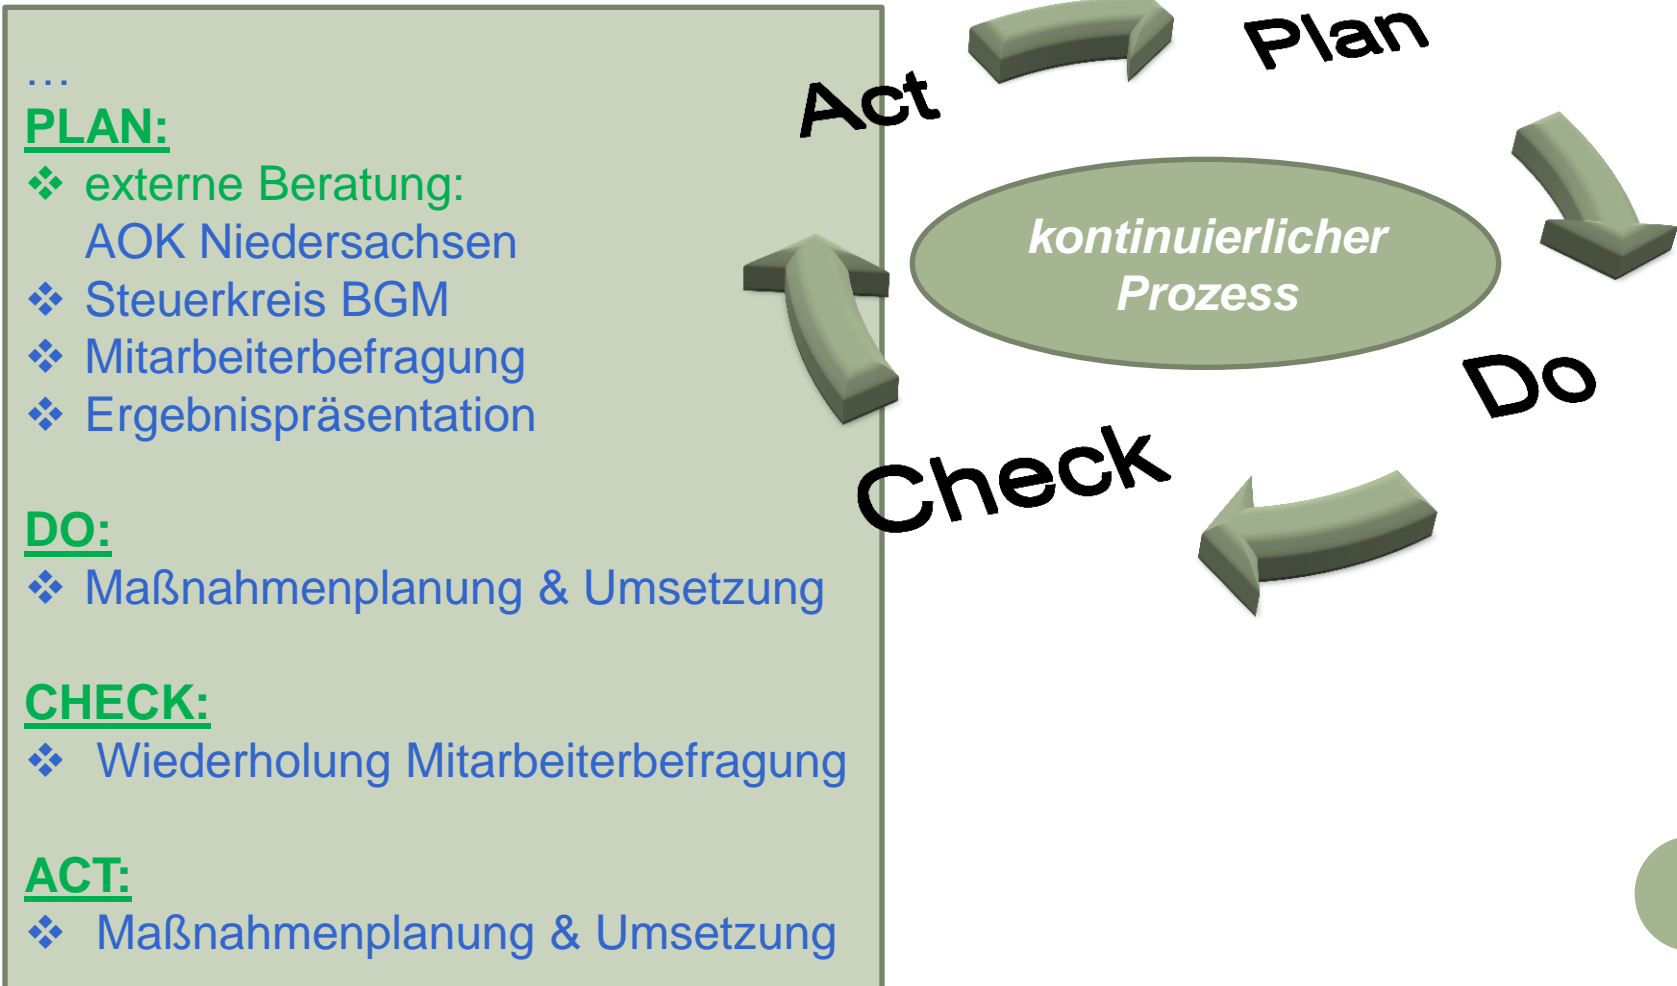 …
PLAN:
❖ externe Beratung:
AOK Niedersachsen
❖ Steuerkreis BGM
❖ Mitarbeiterbefragung
❖ Ergebnispräsentation
DO:
❖ Maßnahmenplanung & Umsetzung
CHECK:
❖ Wiederholung Mitarbeiterbefragung
ACT:
❖ Maßnahmenplanung & Umsetzung
Plan
Act
kontinuierlicher
Prozess
Do
Check